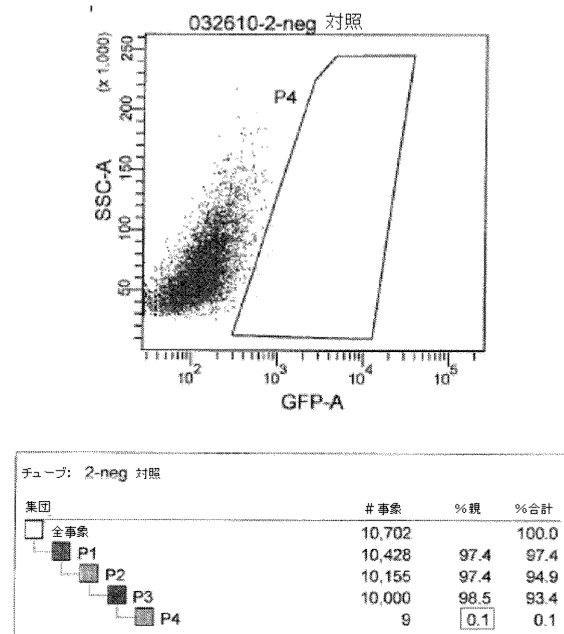 032610-2-neg 対照
(x 1.000)
250
200
150
100
50
SSC-A
P4
10²
10³
10⁴
10⁵
GFP-A
チューブ: 2-neg 対照
集団 # 事象 %親 %合計
全事象 10,702 100.0
P1 10,428 97.4 97.4
P2 10,155 97.4 94.9
P3 10,000 98.5 93.4
P4 9 0.1 0.1